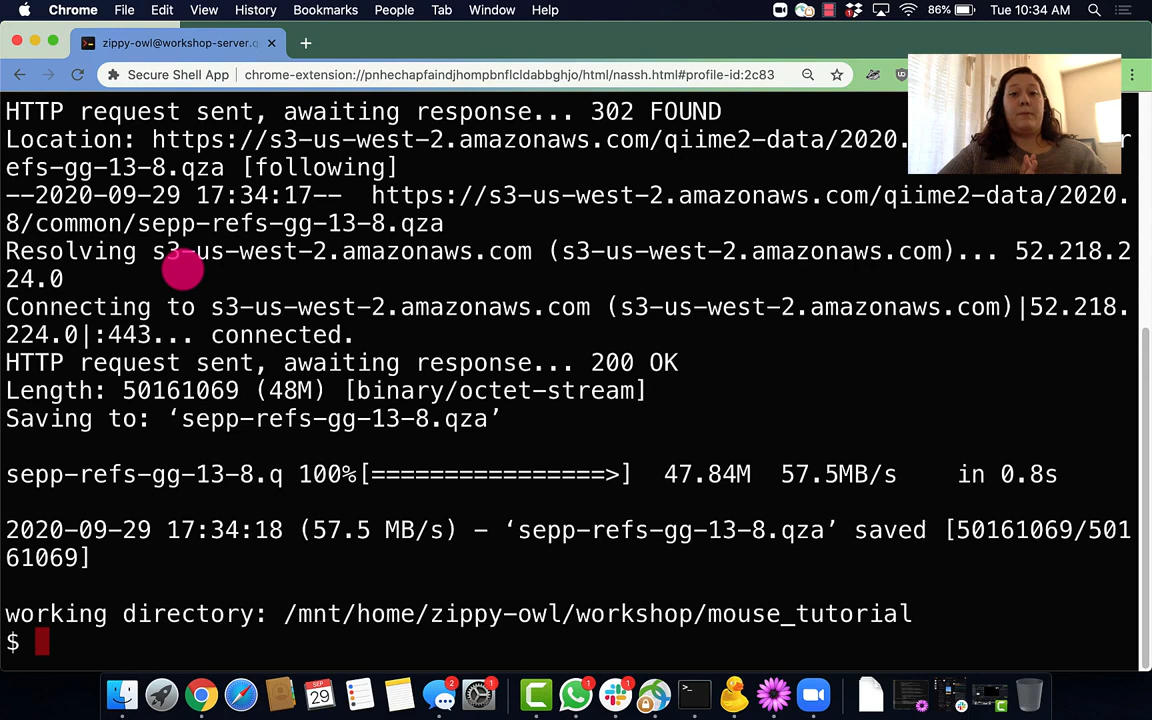 Chrome File Edit View History Bookmarks People Tab Window Help 86% Tue 10:34 AM
zippy-owl@workshop-server.q
Secure Shell App chrome-extension://pnhechapfaindjhompbnflcldabbghjo/html/nassh.html#profile-id:2c83
HTTP request sent, awaiting response... 302 FOUND
Location: https://s3-us-west-2.amazonaws.com/qiime2-data/2020. r
efs-gg-13-8.qza [following]
--2020-09-29 17:34:17-- https://s3-us-west-2.amazonaws.com/qiime2-data/2020.
8/common/sepp-refs-gg-13-8.qza
Resolving s3-us-west-2.amazonaws.com (s3-us-west-2.amazonaws.com)... 52.218.2
24.0
Connecting to s3-us-west-2.amazonaws.com (s3-us-west-2.amazonaws.com)|52.218.
224.0|:443... connected.
HTTP request sent, awaiting response... 200 OK
Length: 50161069 (48M) [binary/octet-stream]
Saving to: ‘sepp-refs-gg-13-8.qza’
sepp-refs-gg-13-8.q 100%[================>] 47.84M 57.5MB/s in 0.8s
2020-09-29 17:34:18 (57.5 MB/s) - ‘sepp-refs-gg-13-8.qza’ saved [50161069/501
61069]
working directory: /mnt/home/zippy-owl/workshop/mouse_tutorial
$
SEP
29
2
1
1
1